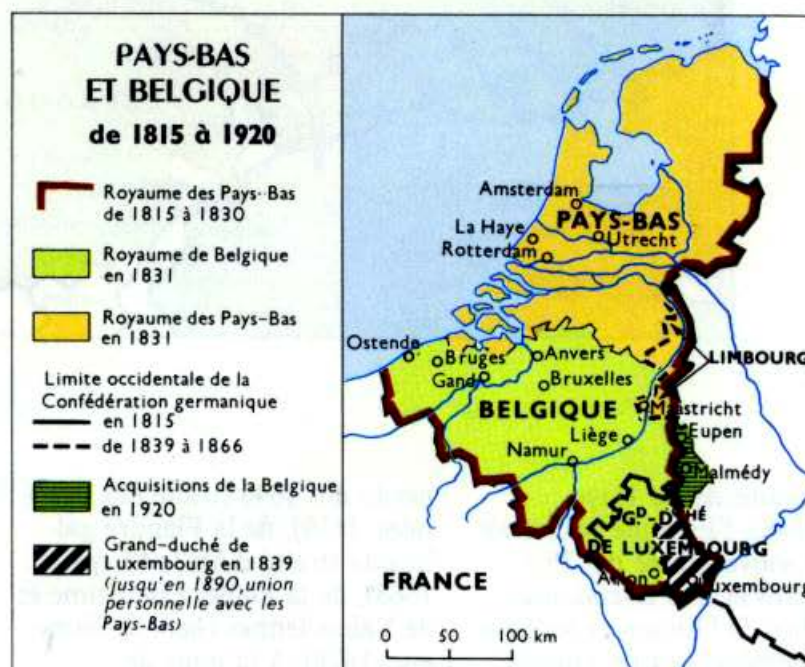 PAYS-BAS
ET BELGIQUE
de 1815 à 1920
Royaume des Pays-Bas
de 1815 à 1830
Royaume de Belgique
en 1831
Royaume des Pays-Bas
en 1831
Limite occidentale de la
Confédération germanique
en 1815
de 1839 à 1866
Acquisitions de la Belgique
en 1920
Grand-duché de
Luxembourg en 1839
(jusqu'en 1890, union
personnelle avec les
Pays-Bas)
Amsterdam
PAYS-BAS
La Haye
Utrecht
Rotterdam
Ostende
Bruges
Anvers
LIMBOURG
Gand
Bruxelles
BELGIQUE
Maastricht
Liège
Eupen
Namur
Malmédy
GD-DUCHÉ
DE LUXEMBOURG
Arlon
Luxembourg
FRANCE
0 50 100 km